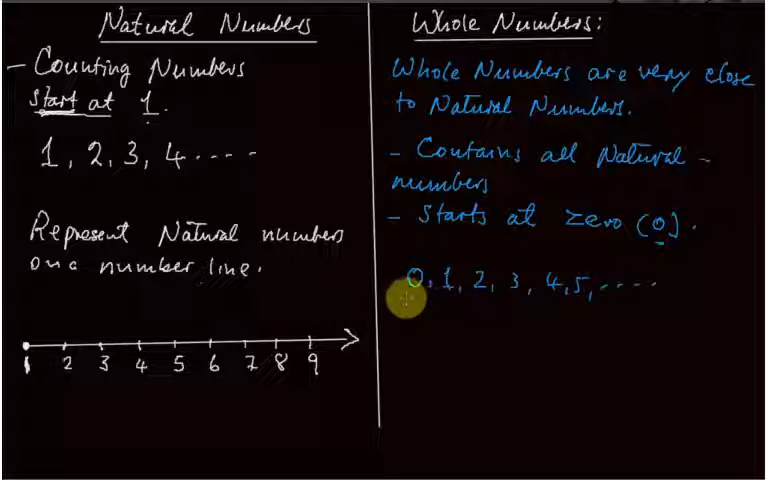 Natural Numbers
- Counting Numbers
start at 1.
1, 2, 3, 4 .....
Represent Natural numbers
on a number line.
1 2 3 4 5 6 7 8 9
Whole Numbers:
Whole Numbers are very close
to Natural Numbers.
- Contains all Natural -
numbers
- Starts at zero (0).
0, 1, 2, 3, 4, 5, .....